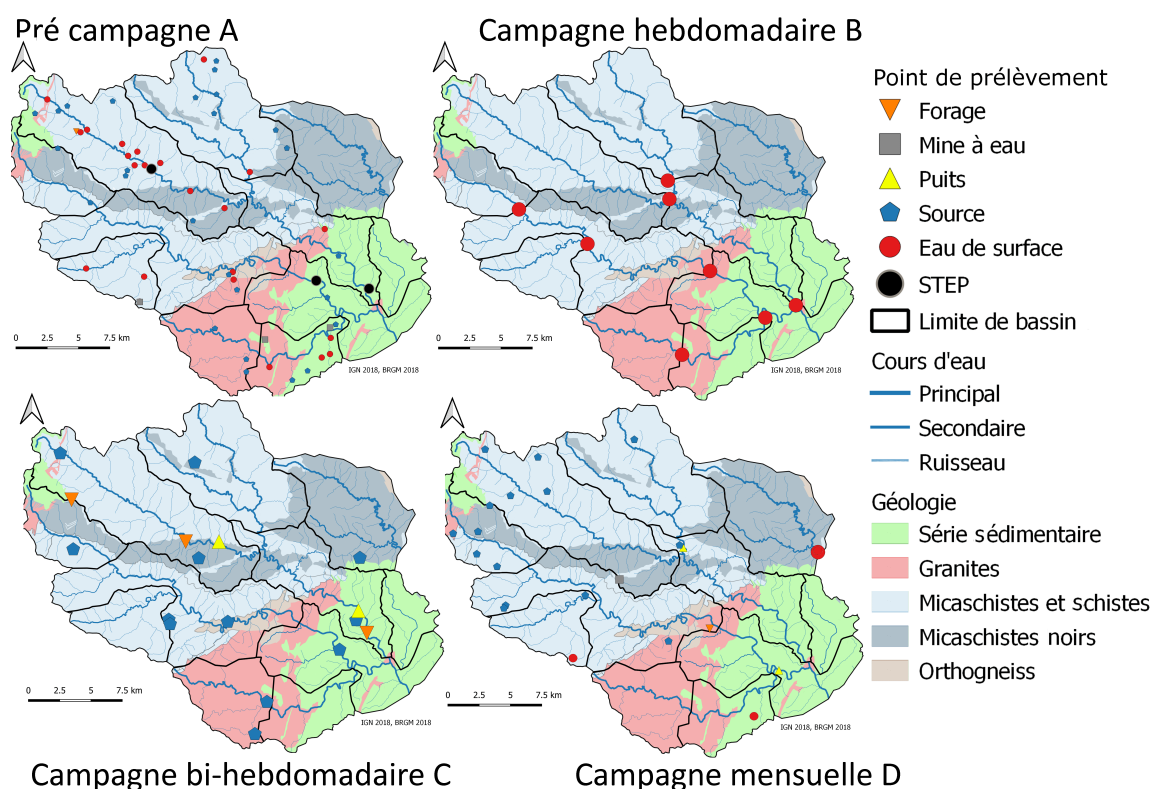 Pré campagne A
Campagne hebdomadaire B
0 2.5 5 7.5 km
IGN 2018, BRGM 2018
0 2.5 5 7.5 km
IGN 2018, BRGM 2018
Point de prélèvement
Forage
Mine à eau
Puits
Source
Eau de surface
STEP
Limite de bassin
Cours d'eau
Principal
Secondaire
Ruisseau
Géologie
Série sédimentaire
Granites
Micaschistes et schistes
Micaschistes noirs
Orthogneiss
0 2.5 5 7.5 km
IGN 2018, BRGM 2018
0 2.5 5 7.5 km
IGN 2018, BRGM 2018
Campagne bi-hebdomadaire C
Campagne mensuelle D